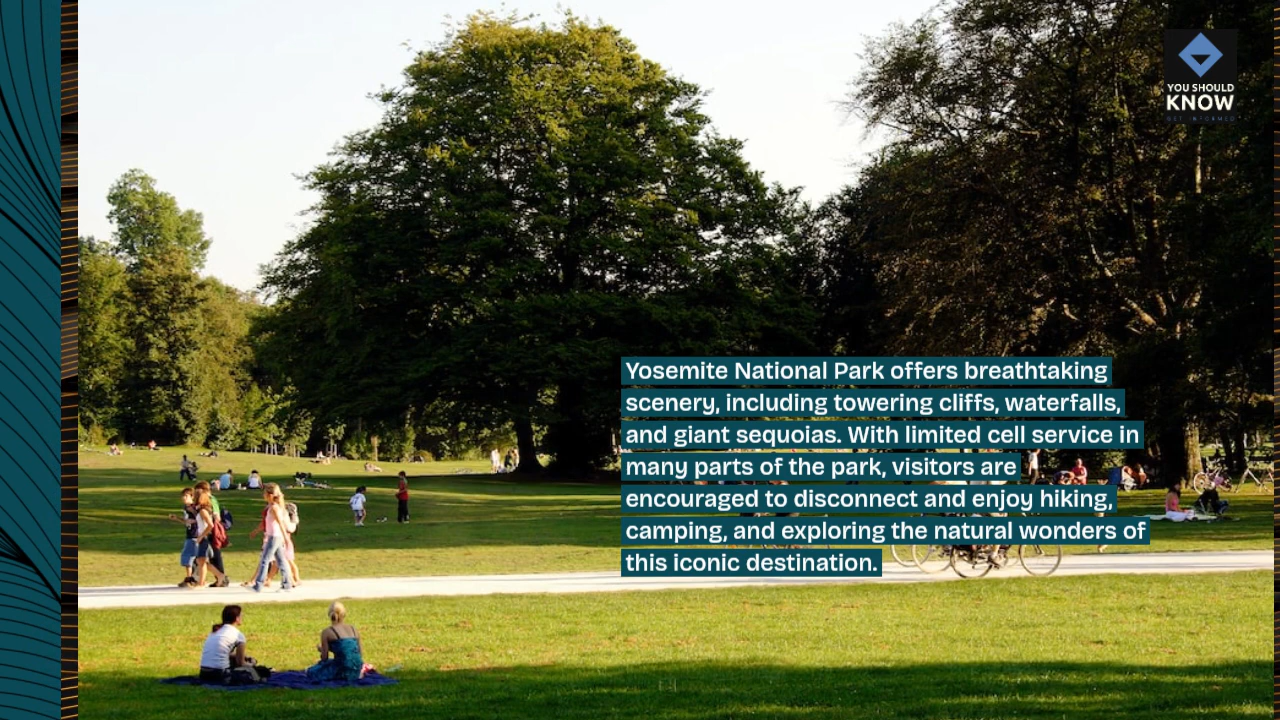 YOU SHOULD
KNOW
GET INFORMED
Yosemite National Park offers breathtaking
scenery, including towering cliffs, waterfalls,
and giant sequoias. With limited cell service in
many parts of the park, visitors are
encouraged to disconnect and enjoy hiking,
camping, and exploring the natural wonders of
this iconic destination.